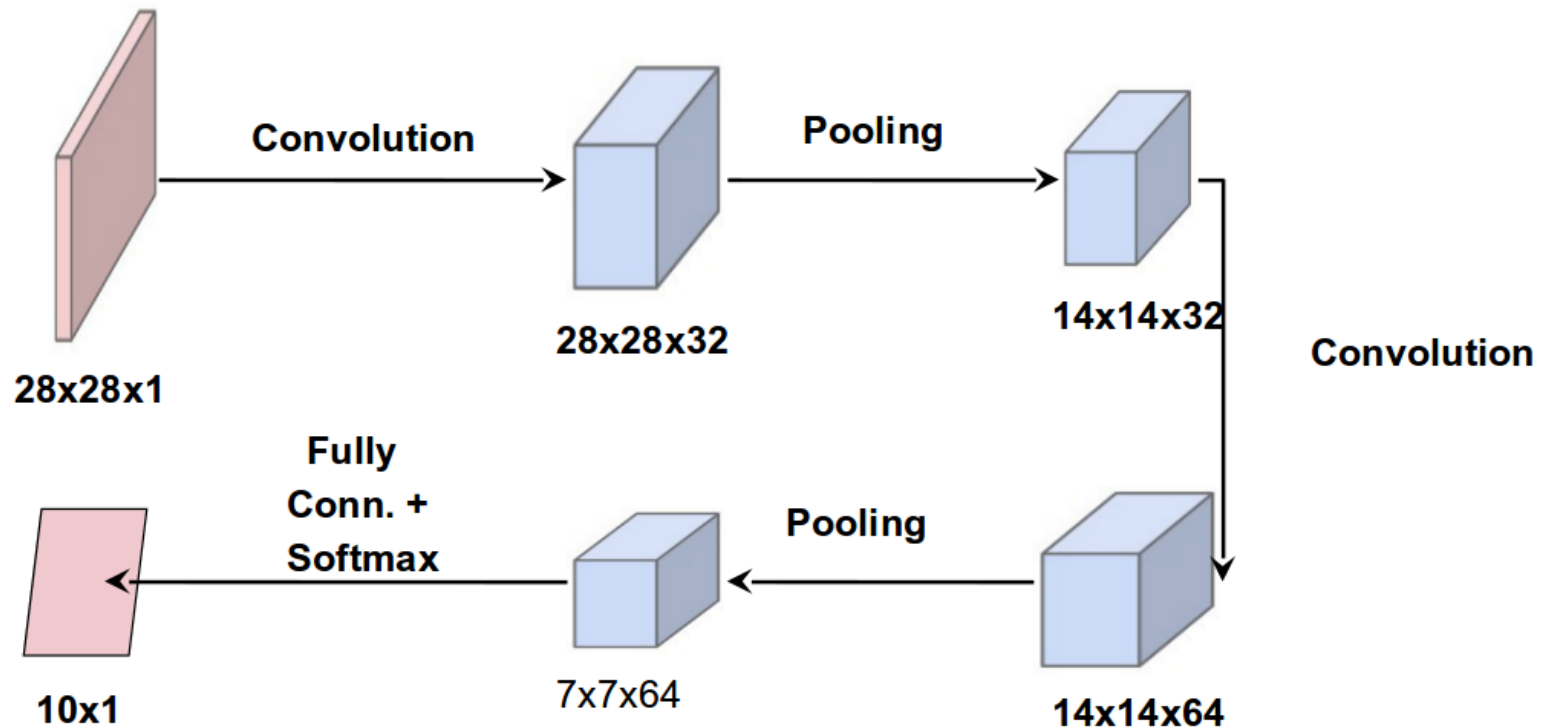 Convolution
Pooling
28x28x1
28x28x32
14x14x32
Convolution
14x14x64
Pooling
7x7x64
Fully
Conn. +
Softmax
10x1